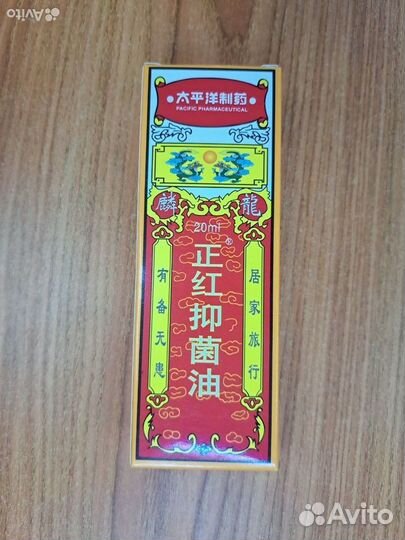 Avito
太平洋制药
PACIFIC PHARMACEUTICAL
麟 龍
20ml
正红抑菌油®
居家旅行
有备无患
Avito